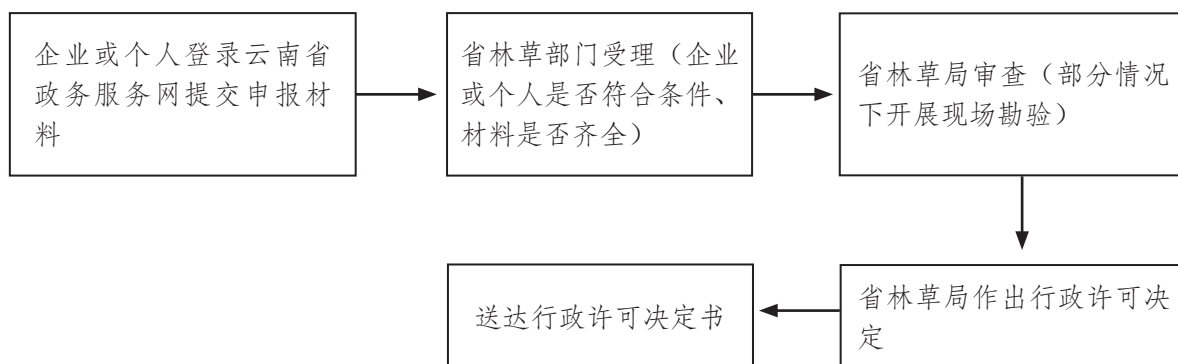 企业或个人登录云南省
政务服务网提交申报材
料
省林草部门受理（企业
或个人是否符合条件、
材料是否齐全）
省林草局审查（部分情况
下开展现场勘验）
省林草局作出行政许可决
定
送达行政许可决定书